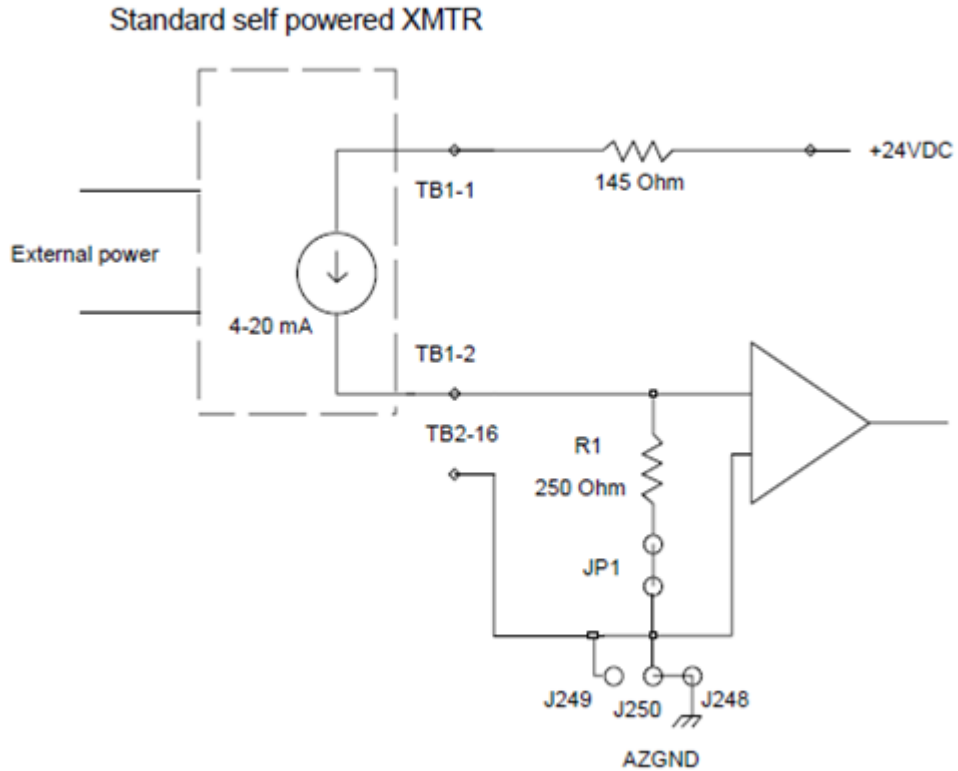 Standard self powered XMTR
+24VDC
TB1-1
145 Ohm
External power
4-20 mA
TB1-2
TB2-16
R1
250 Ohm
JP1
J249
J250
J248
AZGND